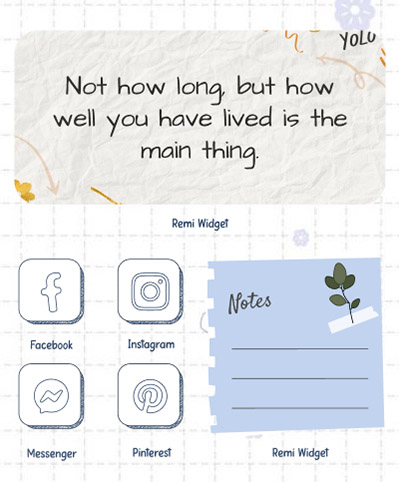 YOLO
Not how long, but how
well you have lived is the
main thing.
Remi Widget
Facebook
Instagram
Notes
Messenger
Pinterest
Remi Widget